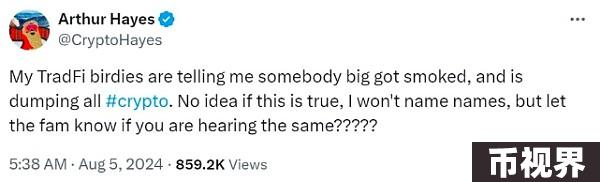 Arthur Hayes
@CryptoHayes
My TradFi birdies are telling me somebody big got smoked, and is
dumping all #crypto. No idea if this is true, I won't name names, but let
the fam know if you are hearing the same?????
5:38 AM · Aug 5, 2024 · 859.2K Views
币视界